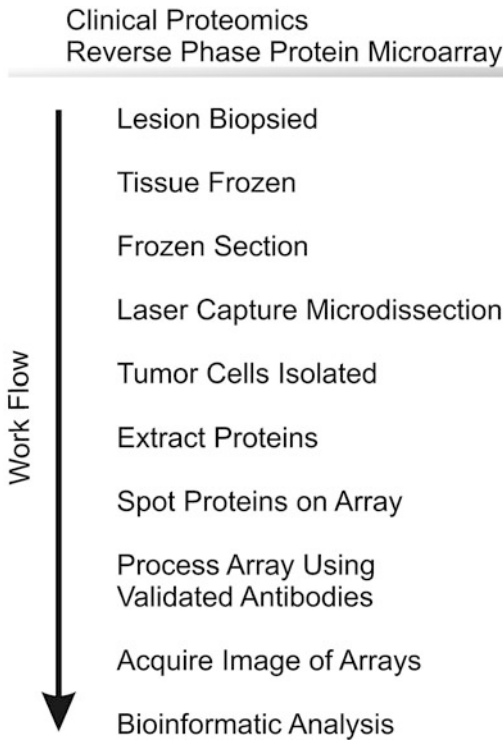 Clinical Proteomics
Reverse Phase Protein Microarray
Work Flow
Lesion Biopsied
Tissue Frozen
Frozen Section
Laser Capture Microdissection
Tumor Cells Isolated
Extract Proteins
Spot Proteins on Array
Process Array Using
Validated Antibodies
Acquire Image of Arrays
Bioinformatic Analysis